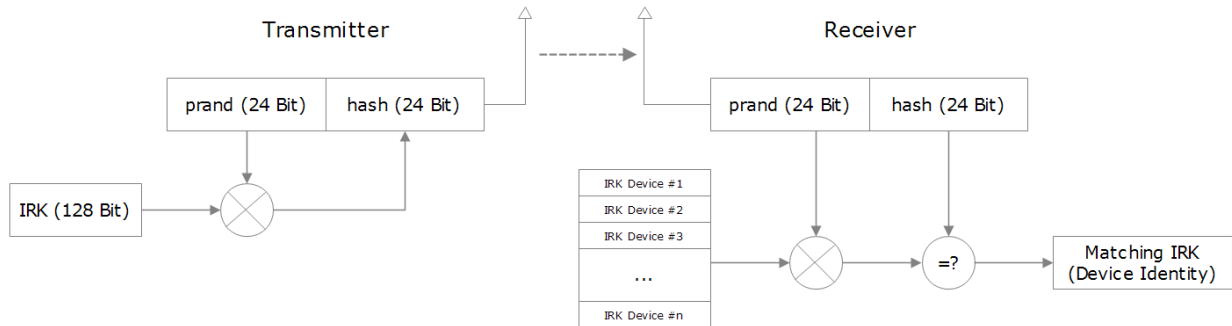 Transmitter
Receiver
prand (24 Bit)
hash (24 Bit)
prand (24 Bit)
hash (24 Bit)
IRK (128 Bit)
IRK Device #1
IRK Device #2
IRK Device #3
...
IRK Device #n
=?
Matching IRK
(Device Identity)